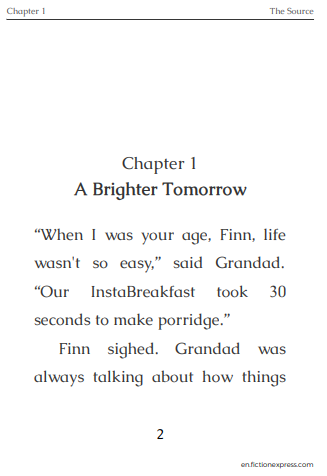 Chapter 1 The Source
Chapter 1
A Brighter Tomorrow
“When I was your age, Finn, life
wasn't so easy,” said Grandad.
“Our InstaBreakfast took 30
seconds to make porridge.”
Finn sighed. Grandad was
always talking about how things
2
en.fictionexpress.com